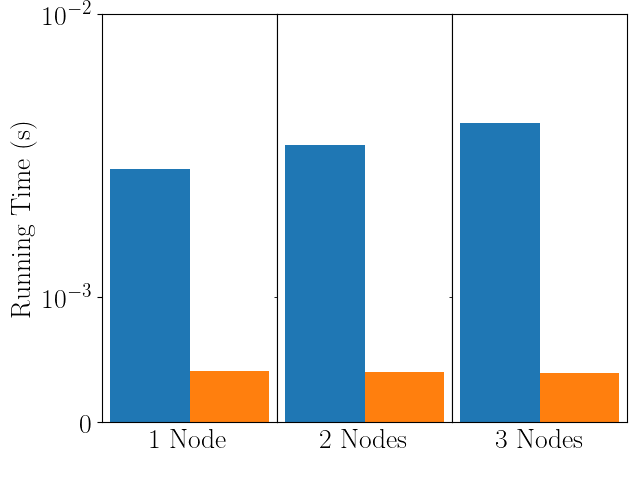 10⁻²
Running Time (s)
10⁻³
0
1 Node
2 Nodes
3 Nodes